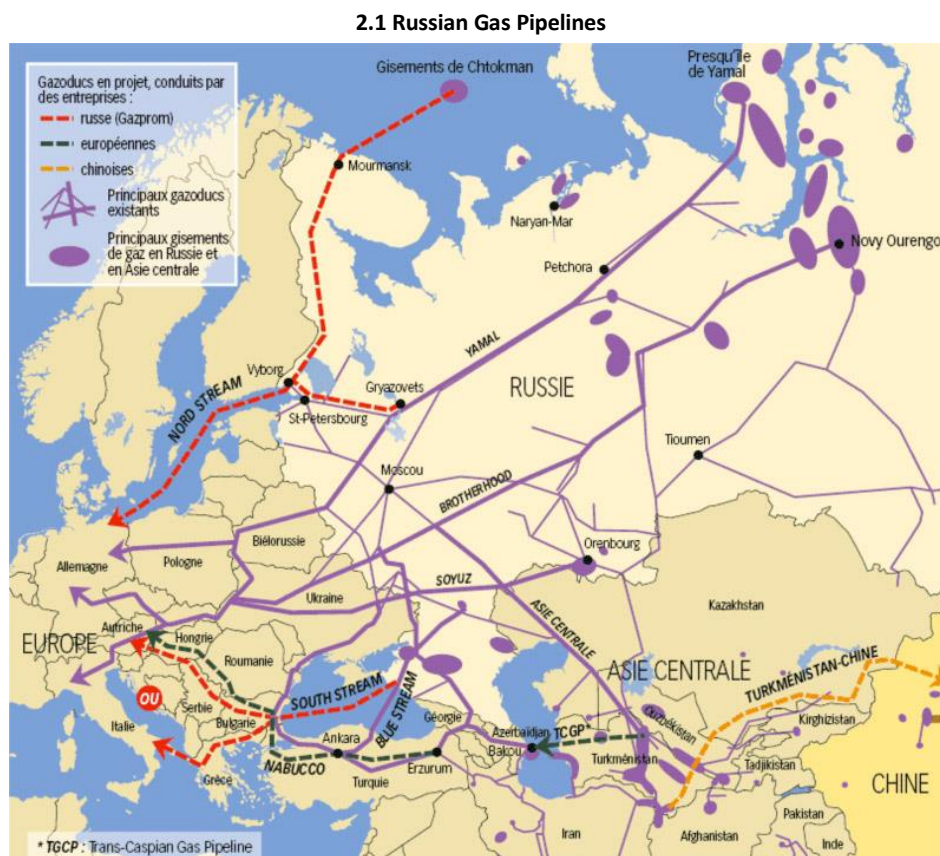 2.1 Russian Gas Pipelines
Gazoducs en projet, conduits par
des entreprises :
russe (Gazprom)
européennes
chinoises
Principaux gazoducs
existants
Principaux gisements
de gaz en Russie et
en Asie centrale
Gisements de Chtokman
Presqu'île
de Yamal
Mourmansk
Naryan-Mar
Novy Ourengo
Petchora
YAMAL
RUSSIE
Vyborg
Gryazovets
NORD STREAM
St-Petersbourg
Tioumen
Moscou
BROTHERHOOD
Biélorussie
Orenbourg
Allemagne
Pologne
SOYUZ
Ukraine
Kazakhstan
ASIE CENTRALE
EUROPE
Autriche
Hongrie
Roumanie
ASIE CENTRALE
TURKMÉNISTAN-CHINE
OU
SOUTH STREAM
BLUE STREAM
Serbie
Italie
Bulgarie
Géorgie
Ouzbékistan
Kirghizistan
Ankara
Azerbaïdjan
Bakou
TCGP*
Turkménistan
Tadjikistan
NABUCCO
Erzurum
Turquie
Grèce
CHINE
Pakistan
Iran
Afghanistan
Inde
* TGCP : Trans-Caspian Gas Pipeline